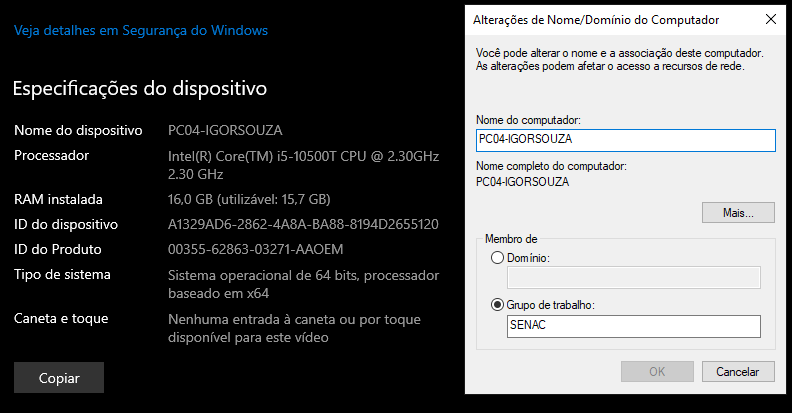 Veja detalhes em Segurança do Windows
Especificações do dispositivo
Nome do dispositivo PC04-IGORSOUZA
Processador Intel(R) Core(TM) i5-10500T CPU @ 2.30GHz
2.30 GHz
RAM instalada 16,0 GB (utilizável: 15,7 GB)
ID do dispositivo A1329AD6-2862-4A8A-BA88-8194D2655120
ID do Produto 00355-62863-03271-AAOEM
Tipo de sistema Sistema operacional de 64 bits, processador
baseado em x64
Caneta e toque Nenhuma entrada à caneta ou por toque
disponível para este vídeo
Copiar
Alterações de Nome/Domínio do Computador
Você pode alterar o nome e a associação deste computador.
As alterações podem afetar o acesso a recursos de rede.
Nome do computador:
PC04-IGORSOUZA
Nome completo do computador:
PC04-IGORSOUZA
Mais...
Membro de
Domínio:
Grupo de trabalho:
SENAC
OK Cancelar